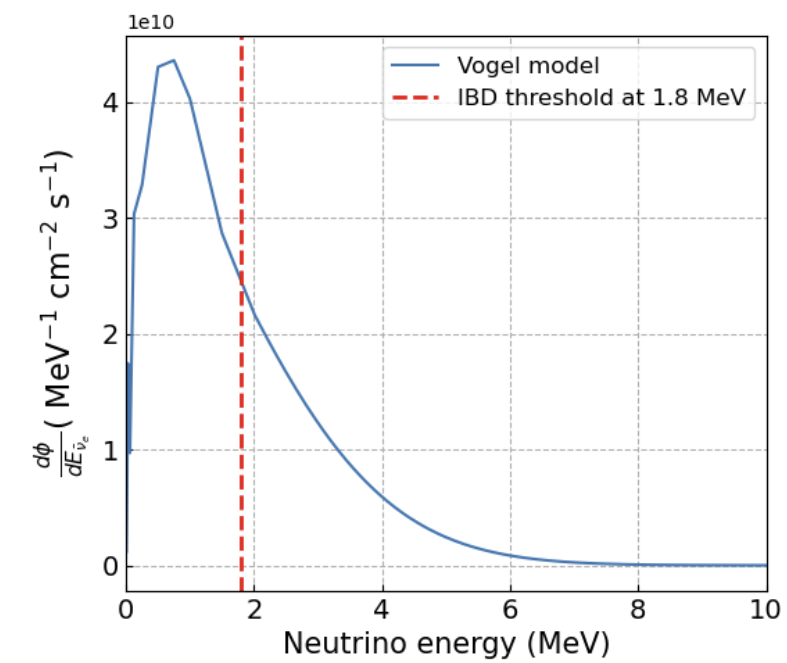 1e10
4
3
2
1
0
dϕ/dE_ν̄ₑ ( MeV⁻¹ cm⁻² s⁻¹)
Vogel model
IBD threshold at 1.8 MeV
0 2 4 6 8 10
Neutrino energy (MeV)